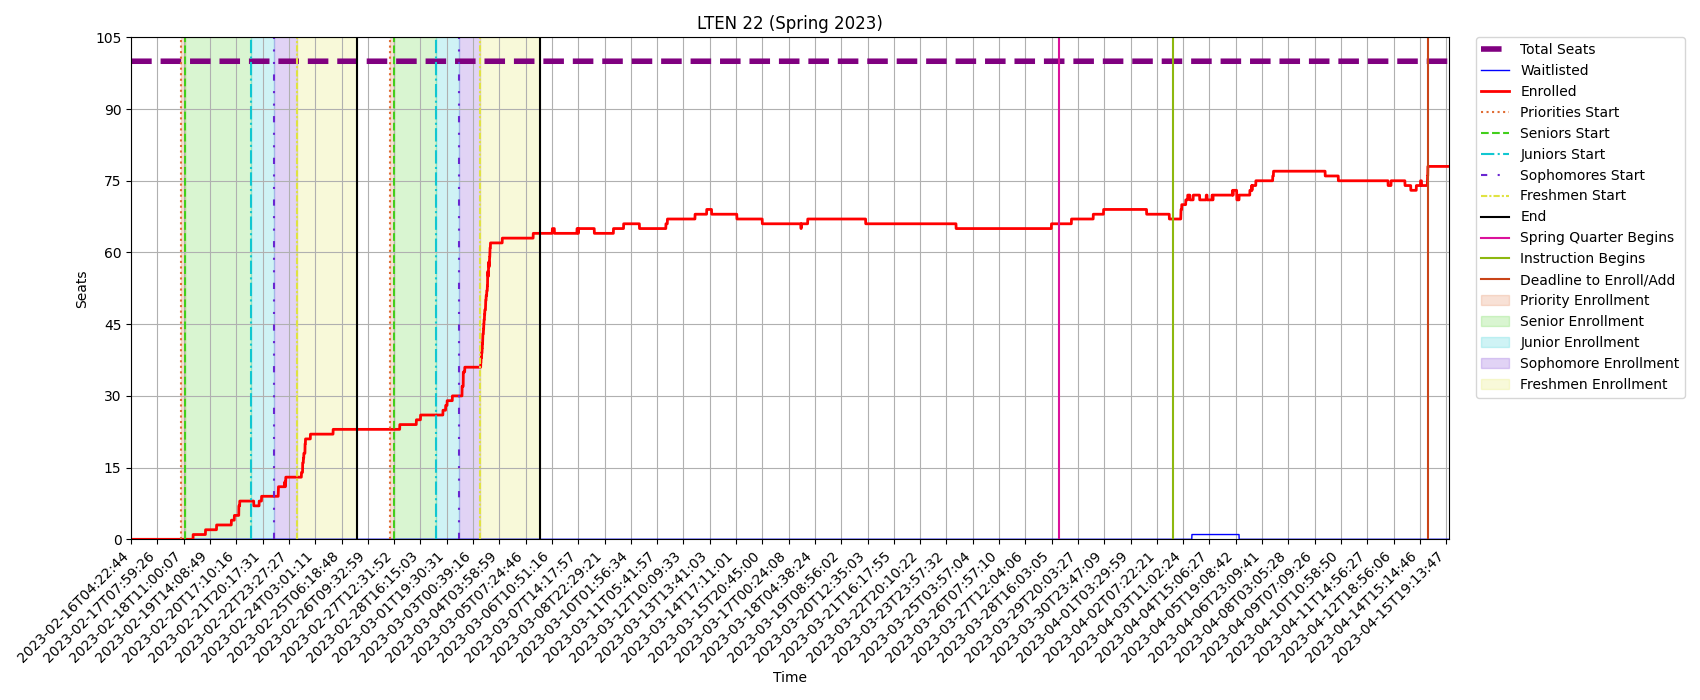 LTEN 22 (Spring 2023)
105
90
75
60
45
30
15
0
Seats
2023-02-16T04:22:44
2023-02-17T07:59:26
2023-02-18T11:00:07
2023-02-19T14:08:49
2023-02-20T17:10:16
2023-02-21T20:17:31
2023-02-22T23:27:27
2023-02-24T03:01:11
2023-02-25T06:18:48
2023-02-26T09:32:59
2023-02-27T12:31:52
2023-02-28T16:15:03
2023-03-01T19:30:31
2023-03-03T00:39:16
2023-03-04T03:58:59
2023-03-05T07:24:46
2023-03-06T10:51:16
2023-03-07T14:17:57
2023-03-08T22:29:21
2023-03-10T01:56:34
2023-03-11T05:41:57
2023-03-12T10:09:33
2023-03-13T13:41:03
2023-03-14T17:11:01
2023-03-15T20:45:00
2023-03-17T00:24:08
2023-03-18T04:38:24
2023-03-19T08:56:02
2023-03-20T12:35:03
2023-03-21T16:17:55
2023-03-22T20:10:22
2023-03-23T23:57:32
2023-03-25T03:57:04
2023-03-26T07:57:10
2023-03-27T12:04:06
2023-03-28T16:03:05
2023-03-29T20:03:27
2023-03-30T23:47:09
2023-04-01T03:29:59
2023-04-02T07:22:21
2023-04-03T11:02:24
2023-04-04T15:06:27
2023-04-05T19:08:42
2023-04-06T23:09:41
2023-04-08T03:05:28
2023-04-09T07:09:26
2023-04-10T10:58:50
2023-04-11T14:56:27
2023-04-12T18:56:06
2023-04-14T15:14:46
2023-04-15T19:13:47
Time
Total Seats
Waitlisted
Enrolled
Priorities Start
Seniors Start
Juniors Start
Sophomores Start
Freshmen Start
End
Spring Quarter Begins
Instruction Begins
Deadline to Enroll/Add
Priority Enrollment
Senior Enrollment
Junior Enrollment
Sophomore Enrollment
Freshmen Enrollment